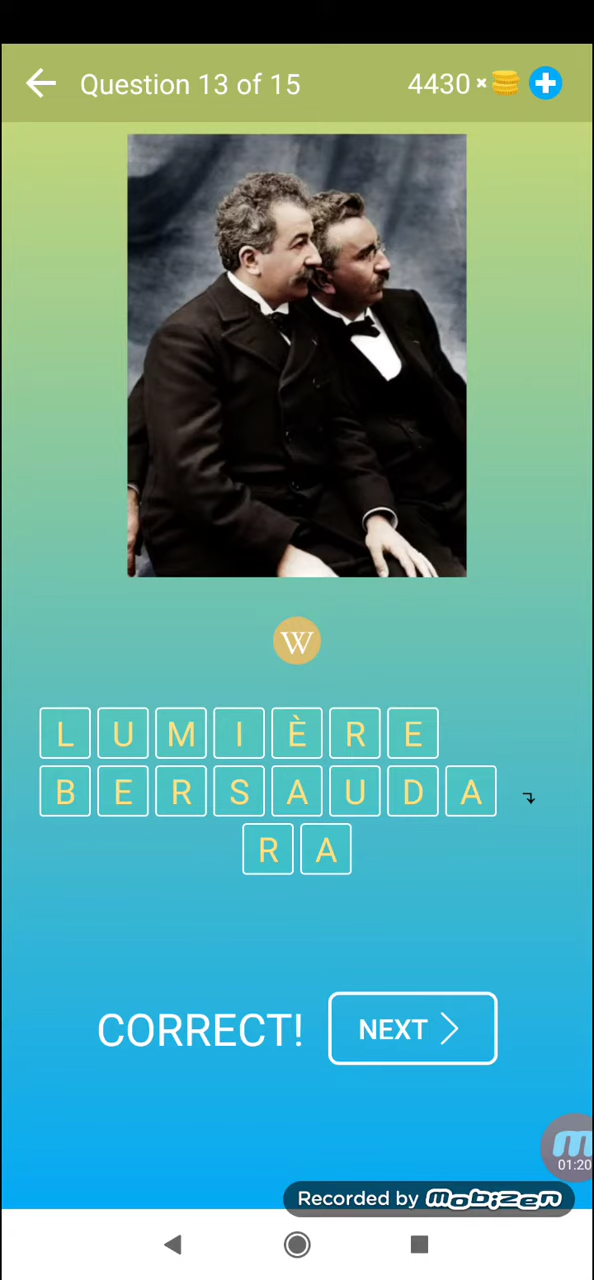 Question 13 of 15
4430 ×
W
LUMIÈRE
BERSAUDA
RA
CORRECT!
NEXT
01:20
Recorded by mobizen